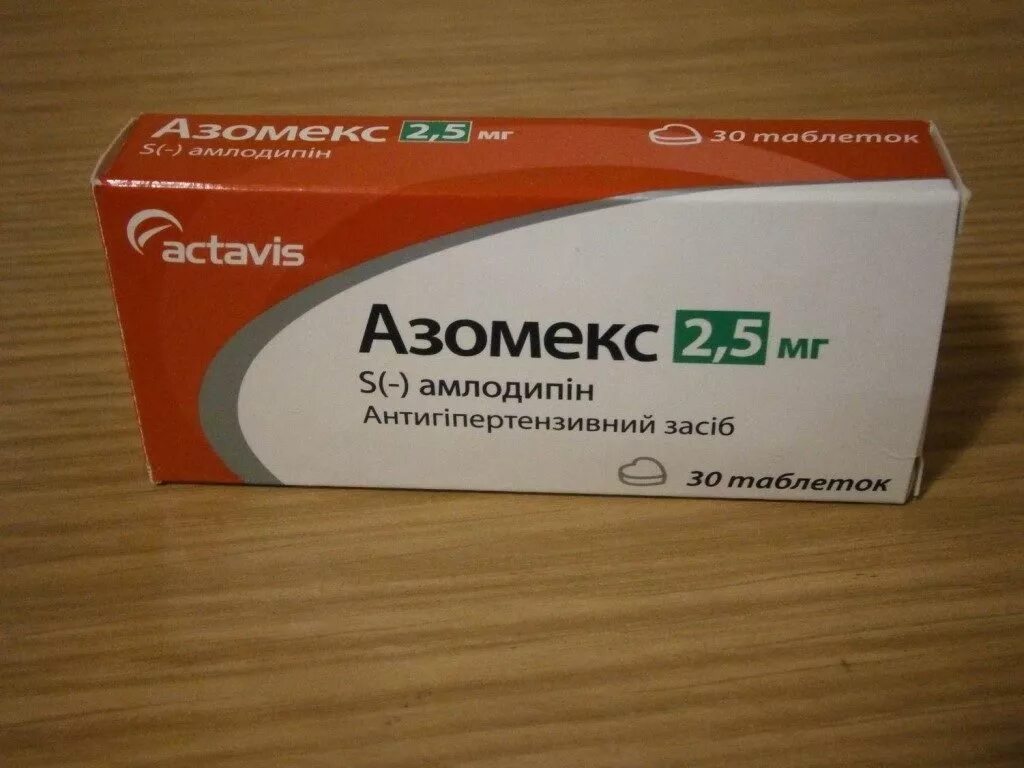 Азомекс 2,5 мг
30 таблеток
S(-) амлодипін
actavis
Азомекс 2,5 мг
S(-) амлодипін
Антигіпертензивний засіб
30 таблеток